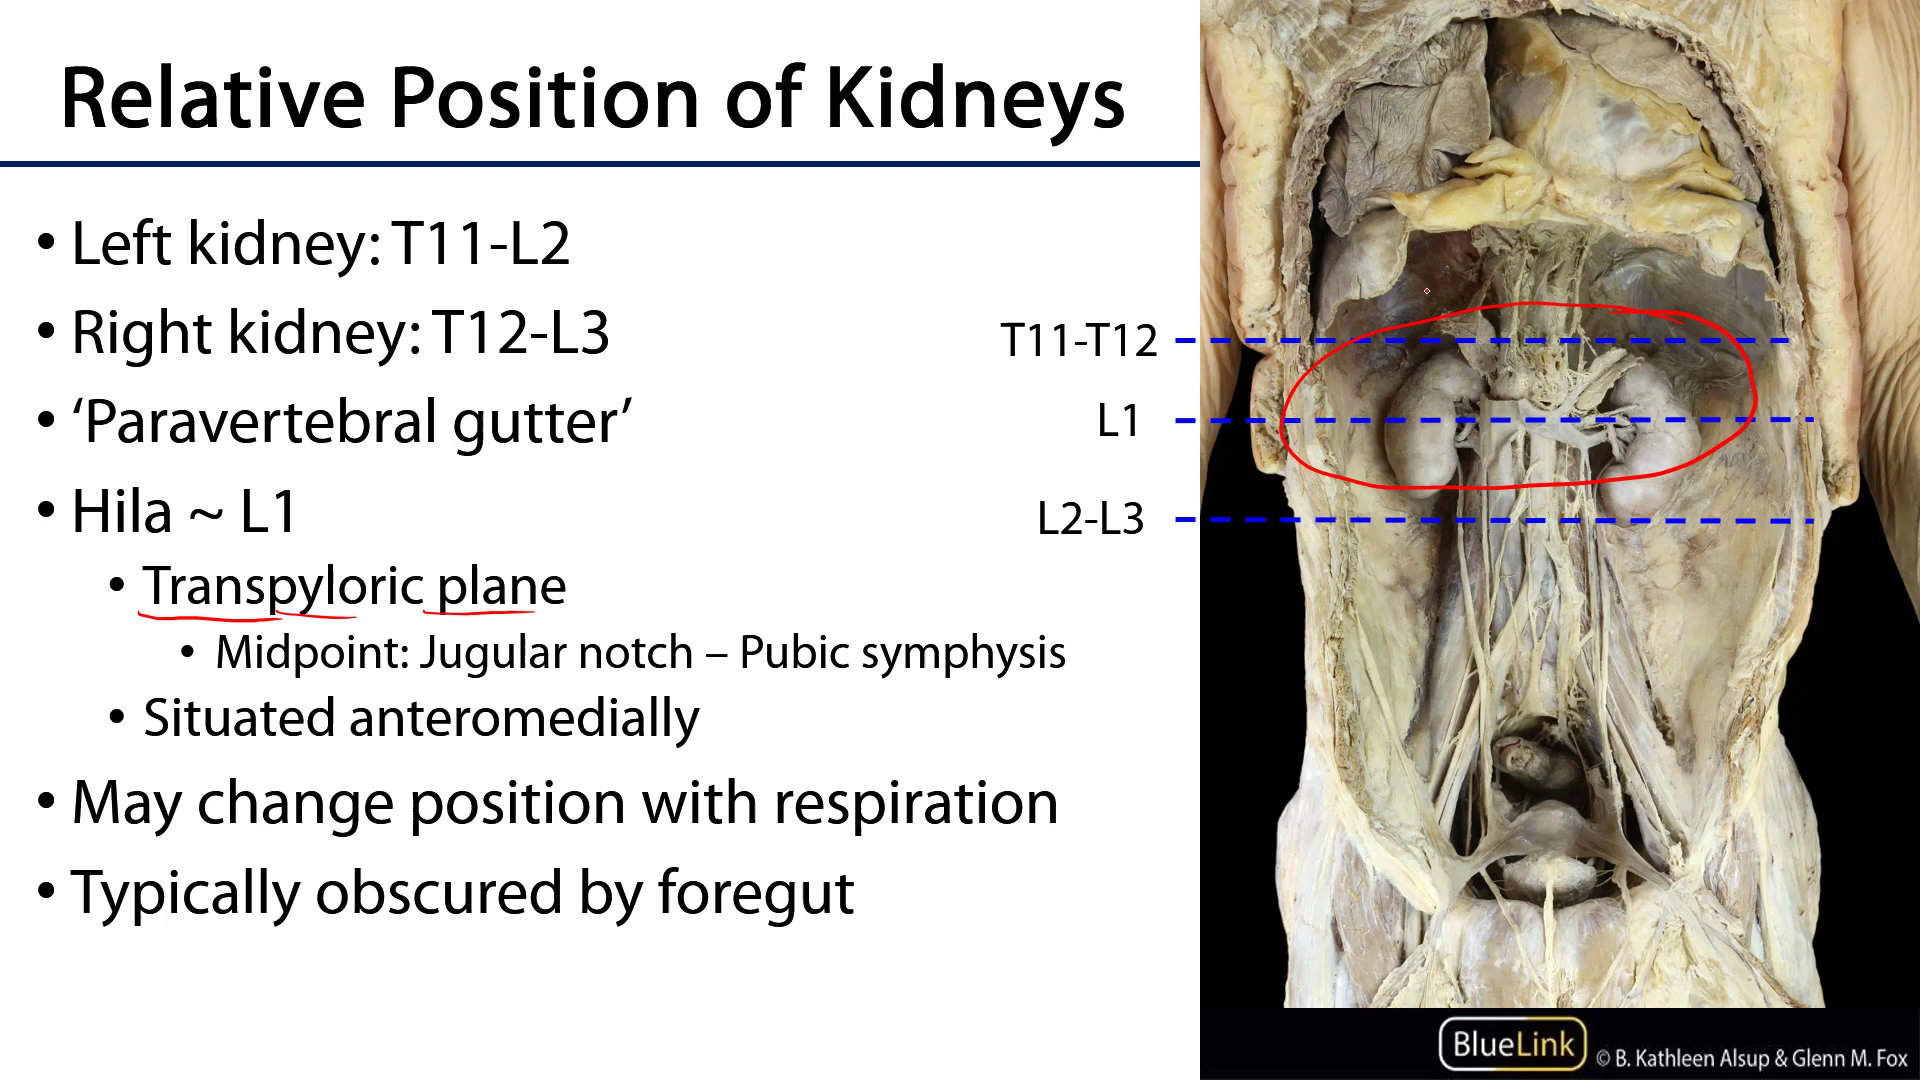 Relative Position of Kidneys
• Left kidney: T11-L2
• Right kidney: T12-L3
• ‘Paravertebral gutter’
• Hila ~ L1
• Transpyloric plane
• Midpoint: Jugular notch – Pubic symphysis
• Situated anteromedially
• May change position with respiration
• Typically obscured by foregut
T11-T12
L1
L2-L3
BlueLink
© B. Kathleen Alsup & Glenn M. Fox